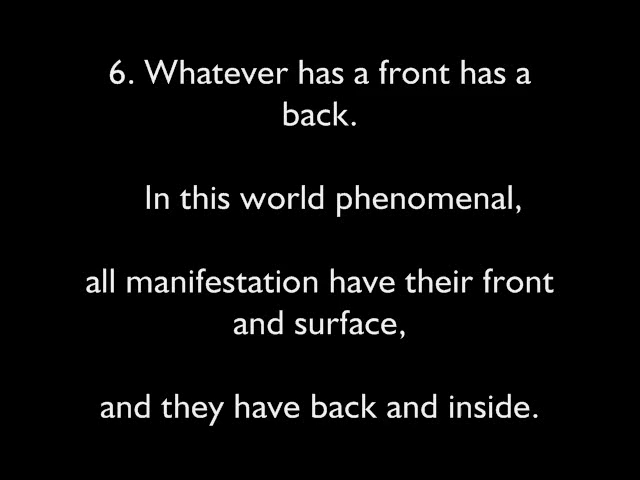 6. Whatever has a front has a
back.
In this world phenomenal,
all manifestation have their front
and surface,
and they have back and inside.